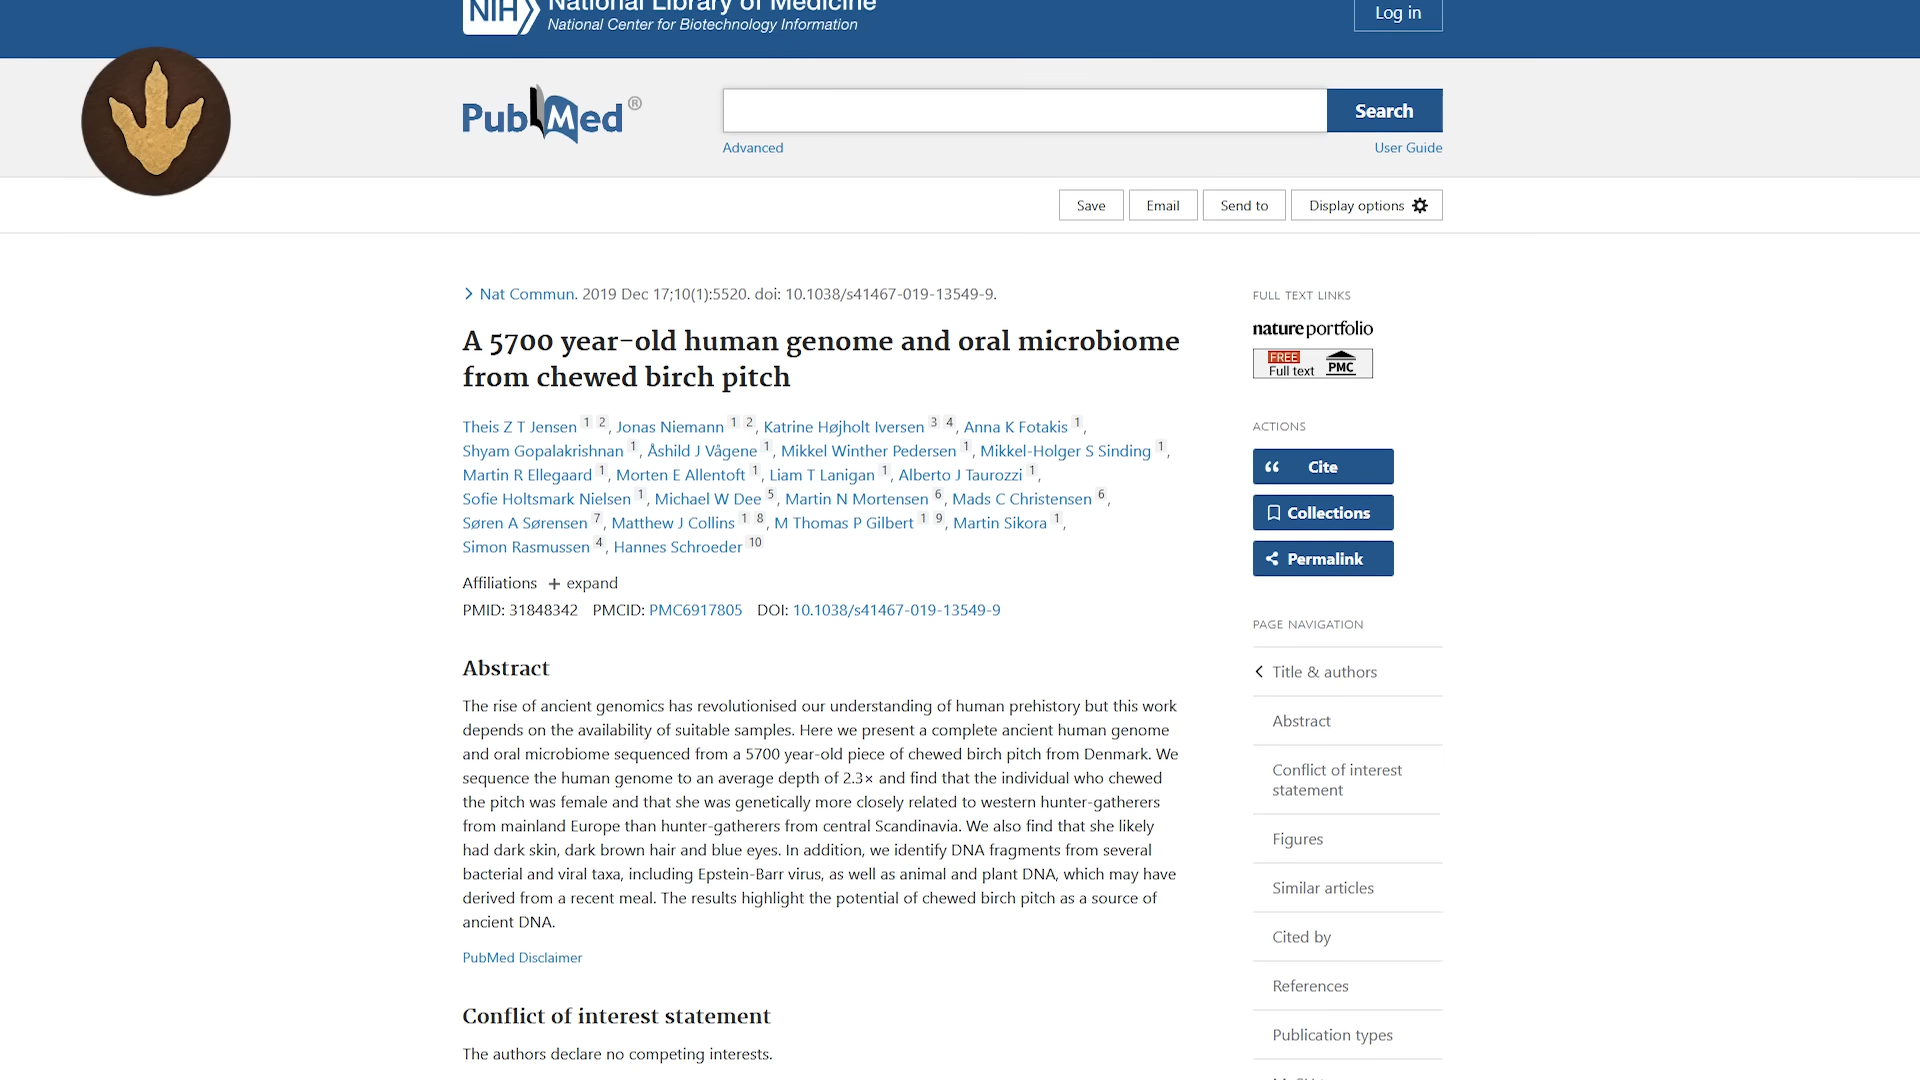 NIH National Library of Medicine
National Center for Biotechnology Information
Log in
PubMed®
Search
Advanced
User Guide
Save
Email
Send to
Display options
Nat Commun. 2019 Dec 17;10(1):5520. doi: 10.1038/s41467-019-13549-9.
A 5700 year-old human genome and oral microbiome
from chewed birch pitch
Theis Z T Jensen 1 2, Jonas Niemann 1 2, Katrine Højholt Iversen 3 4, Anna K Fotakis 1,
Shyam Gopalakrishnan 1, Åshild J Vågene 1, Mikkel Winther Pedersen 1, Mikkel-Holger S Sinding 1,
Martin R Ellegaard 1, Morten E Allentoft 1, Liam T Lanigan 1, Alberto J Taurozzi 1,
Sofie Holtsmark Nielsen 1, Michael W Dee 5, Martin N Mortensen 6, Mads C Christensen 6,
Søren A Sørensen 7, Matthew J Collins 1 8, M Thomas P Gilbert 1 9, Martin Sikora 1,
Simon Rasmussen 4, Hannes Schroeder 10
Affiliations + expand
PMID: 31848342 PMCID: PMC6917805 DOI: 10.1038/s41467-019-13549-9
Abstract
The rise of ancient genomics has revolutionised our understanding of human prehistory but this work
depends on the availability of suitable samples. Here we present a complete ancient human genome
and oral microbiome sequenced from a 5700 year-old piece of chewed birch pitch from Denmark. We
sequence the human genome to an average depth of 2.3× and find that the individual who chewed
the pitch was female and that she was genetically more closely related to western hunter-gatherers
from mainland Europe than hunter-gatherers from central Scandinavia. We also find that she likely
had dark skin, dark brown hair and blue eyes. In addition, we identify DNA fragments from several
bacterial and viral taxa, including Epstein-Barr virus, as well as animal and plant DNA, which may have
derived from a recent meal. The results highlight the potential of chewed birch pitch as a source of
ancient DNA.
PubMed Disclaimer
Conflict of interest statement
The authors declare no competing interests.
FULL TEXT LINKS
nature portfolio
FREE
Full text PMC
ACTIONS
Cite
Collections
Permalink
PAGE NAVIGATION
Title & authors
Abstract
Conflict of interest
statement
Figures
Similar articles
Cited by
References
Publication types